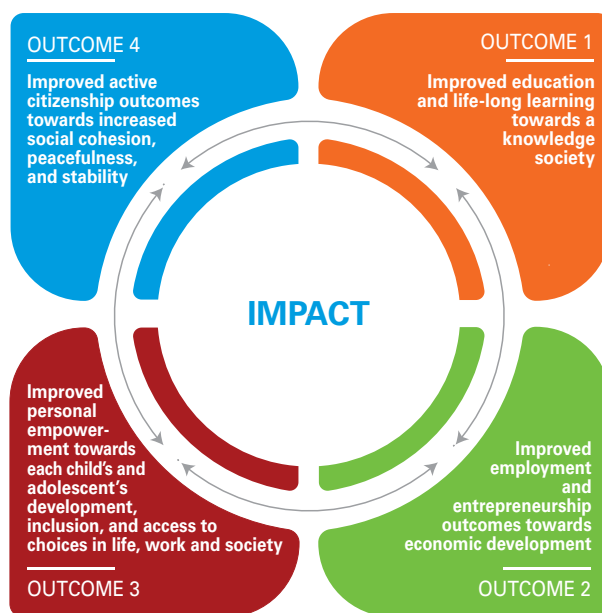 OUTCOME 4
Improved active
citizenship outcomes
towards increased
social cohesion,
peacefulness,
and stability
OUTCOME 1
Improved education
and life-long learning
towards a
knowledge
society
IMPACT
Improved
personal
empower-
ment towards
each child's and
adolescent's
development,
inclusion, and access to
choices in life, work and society
OUTCOME 3
Improved
employment
and
entrepreneurship
outcomes towards
economic development
OUTCOME 2